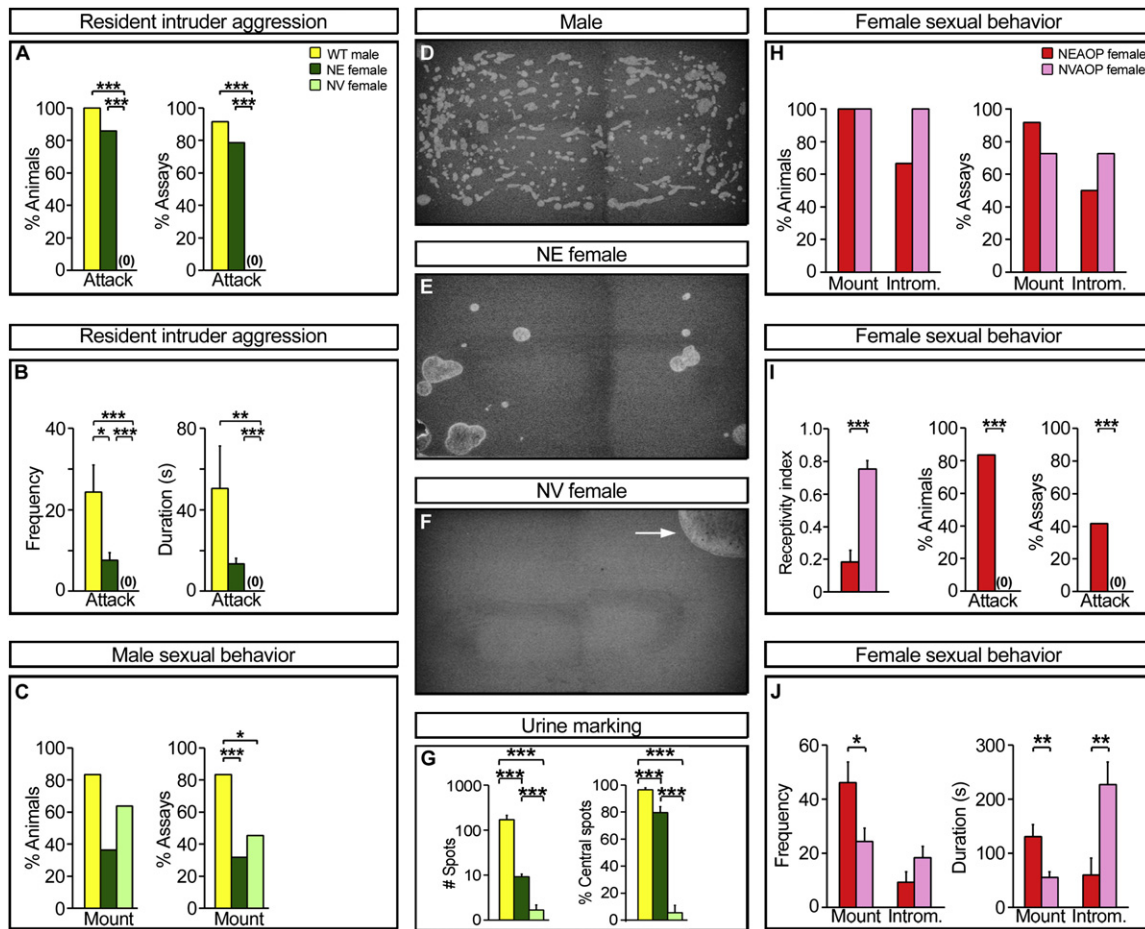 Resident intruder aggression
A
WT male
NE female
NV female
*** ***
*** ***
% Animals
100
80
60
40
20
0
(0)
Attack
% Assays
100
80
60
40
20
0
(0)
Attack
Resident intruder aggression
B
Frequency
40
20
0
***
* ***
(0)
Attack
Duration (s)
80
60
40
20
0
**
***
(0)
Attack
Male sexual behavior
C
% Animals
100
80
60
40
20
0
Mount
% Assays
100
80
60
40
20
0
*
***
Mount
Male
D
NE female
E
NV female
F
Urine marking
G
# Spots
1000
100
10
0
***
***
***
% Central spots
100
80
60
40
20
0
***
***
***
Female sexual behavior
H
NEAOP female
NVAOP female
% Animals
100
80
60
40
20
0
Mount Introm.
% Assays
100
80
60
40
20
0
Mount Introm.
Female sexual behavior
I
Receptivity index
1.0
0.8
0.6
0.4
0.2
0
***
% Animals
100
80
60
40
20
0
***
(0)
Attack
% Assays
100
80
60
40
20
0
***
(0)
Attack
Female sexual behavior
J
Frequency
60
40
20
0
*
Mount Introm.
Duration (s)
300
200
100
0
** **
Mount Introm.